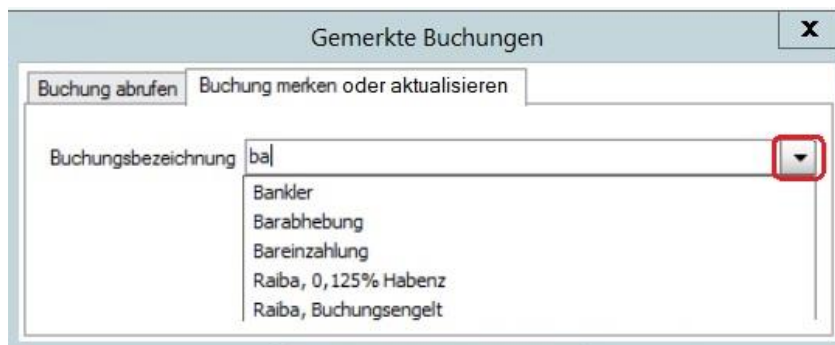 Gemerkte Buchungen X
Buchung abrufen Buchung merken oder aktualisieren
Buchungsbezeichnung ba
Bankler
Barabhebung
Bareinzahlung
Raiba, 0,125% Habenz
Raiba, Buchungsengelt